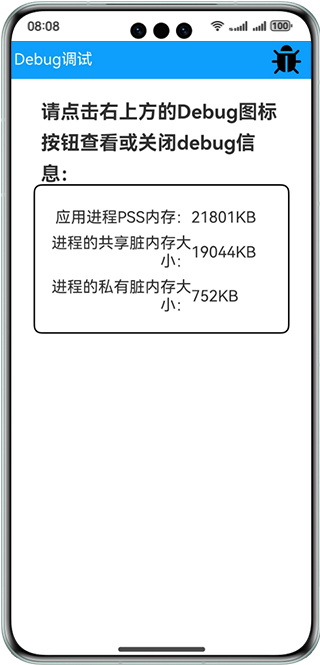 08:08
100
Debug调试
请点击右上方的Debug图标
按钮查看或关闭debug信
息：
应用进程PSS内存： 21801KB
进程的共享脏内存大
小： 19044KB
进程的私有脏内存大
小： 752KB